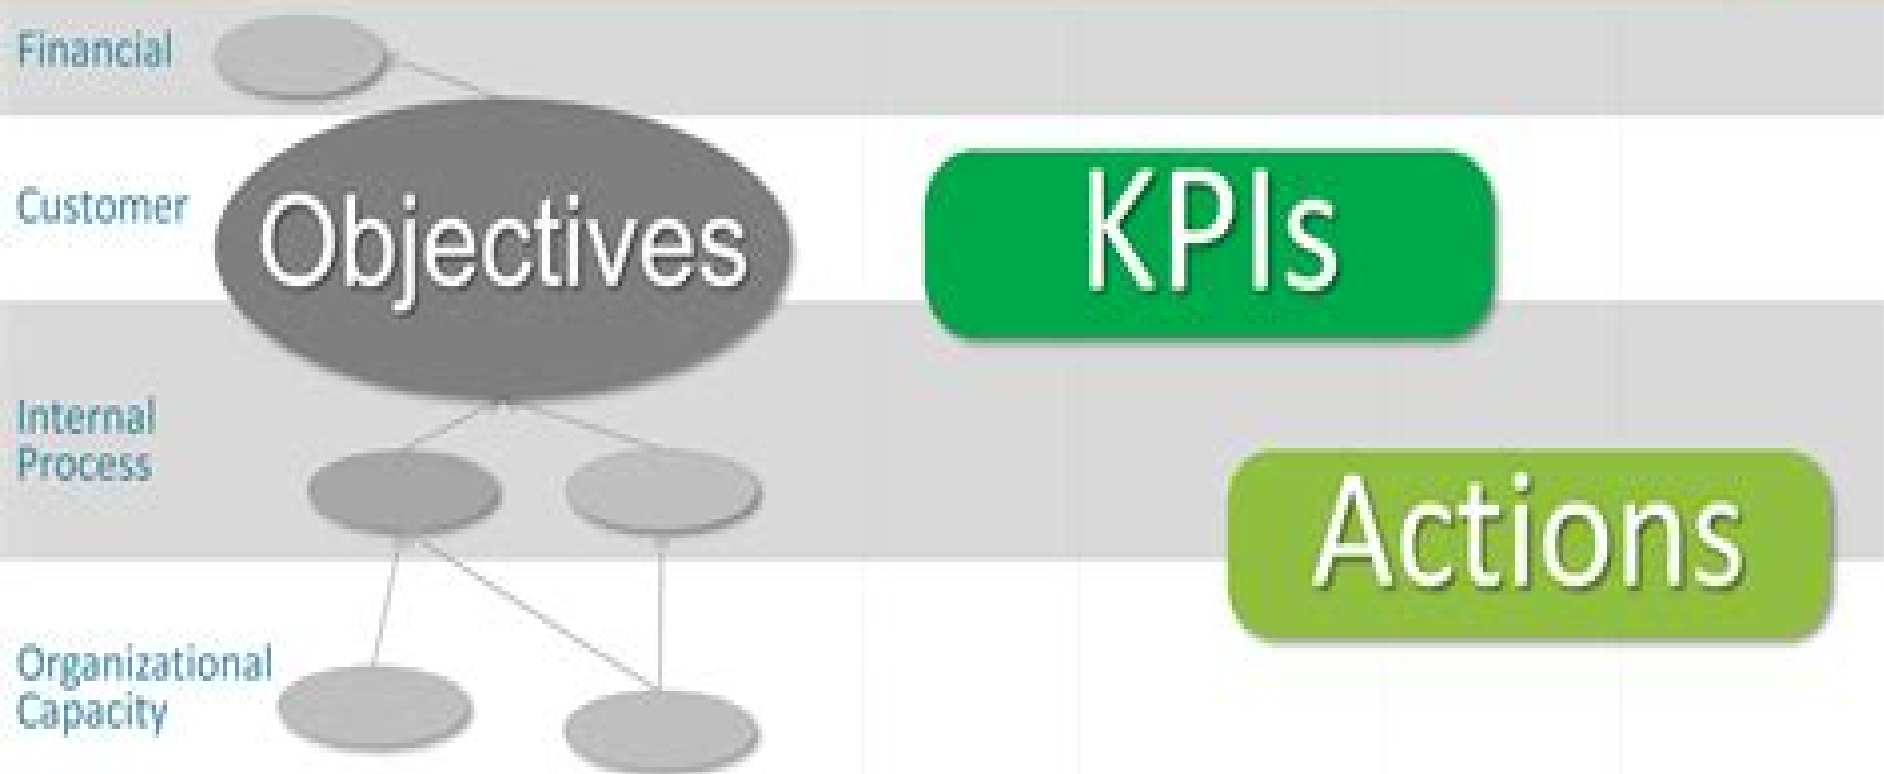 Financial
Customer
Objectives
KPIs
Internal
Process
Actions
Organizational
Capacity